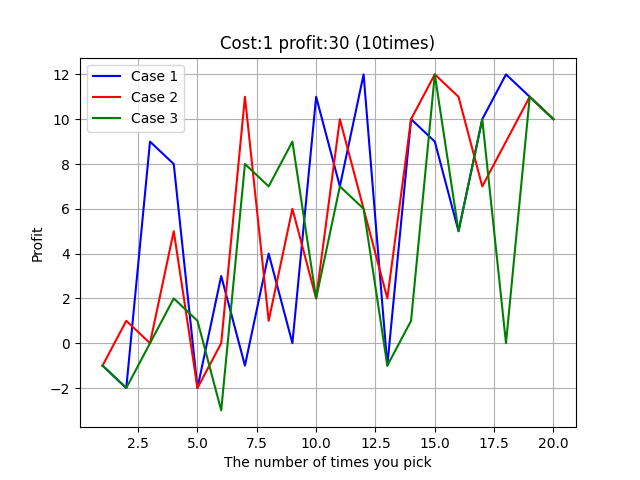 Cost:1 profit:30 (10times)
Case 1
Case 2
Case 3
12
10
8
6
4
2
0
−2
Profit
2.5 5.0 7.5 10.0 12.5 15.0 17.5 20.0
The number of times you pick